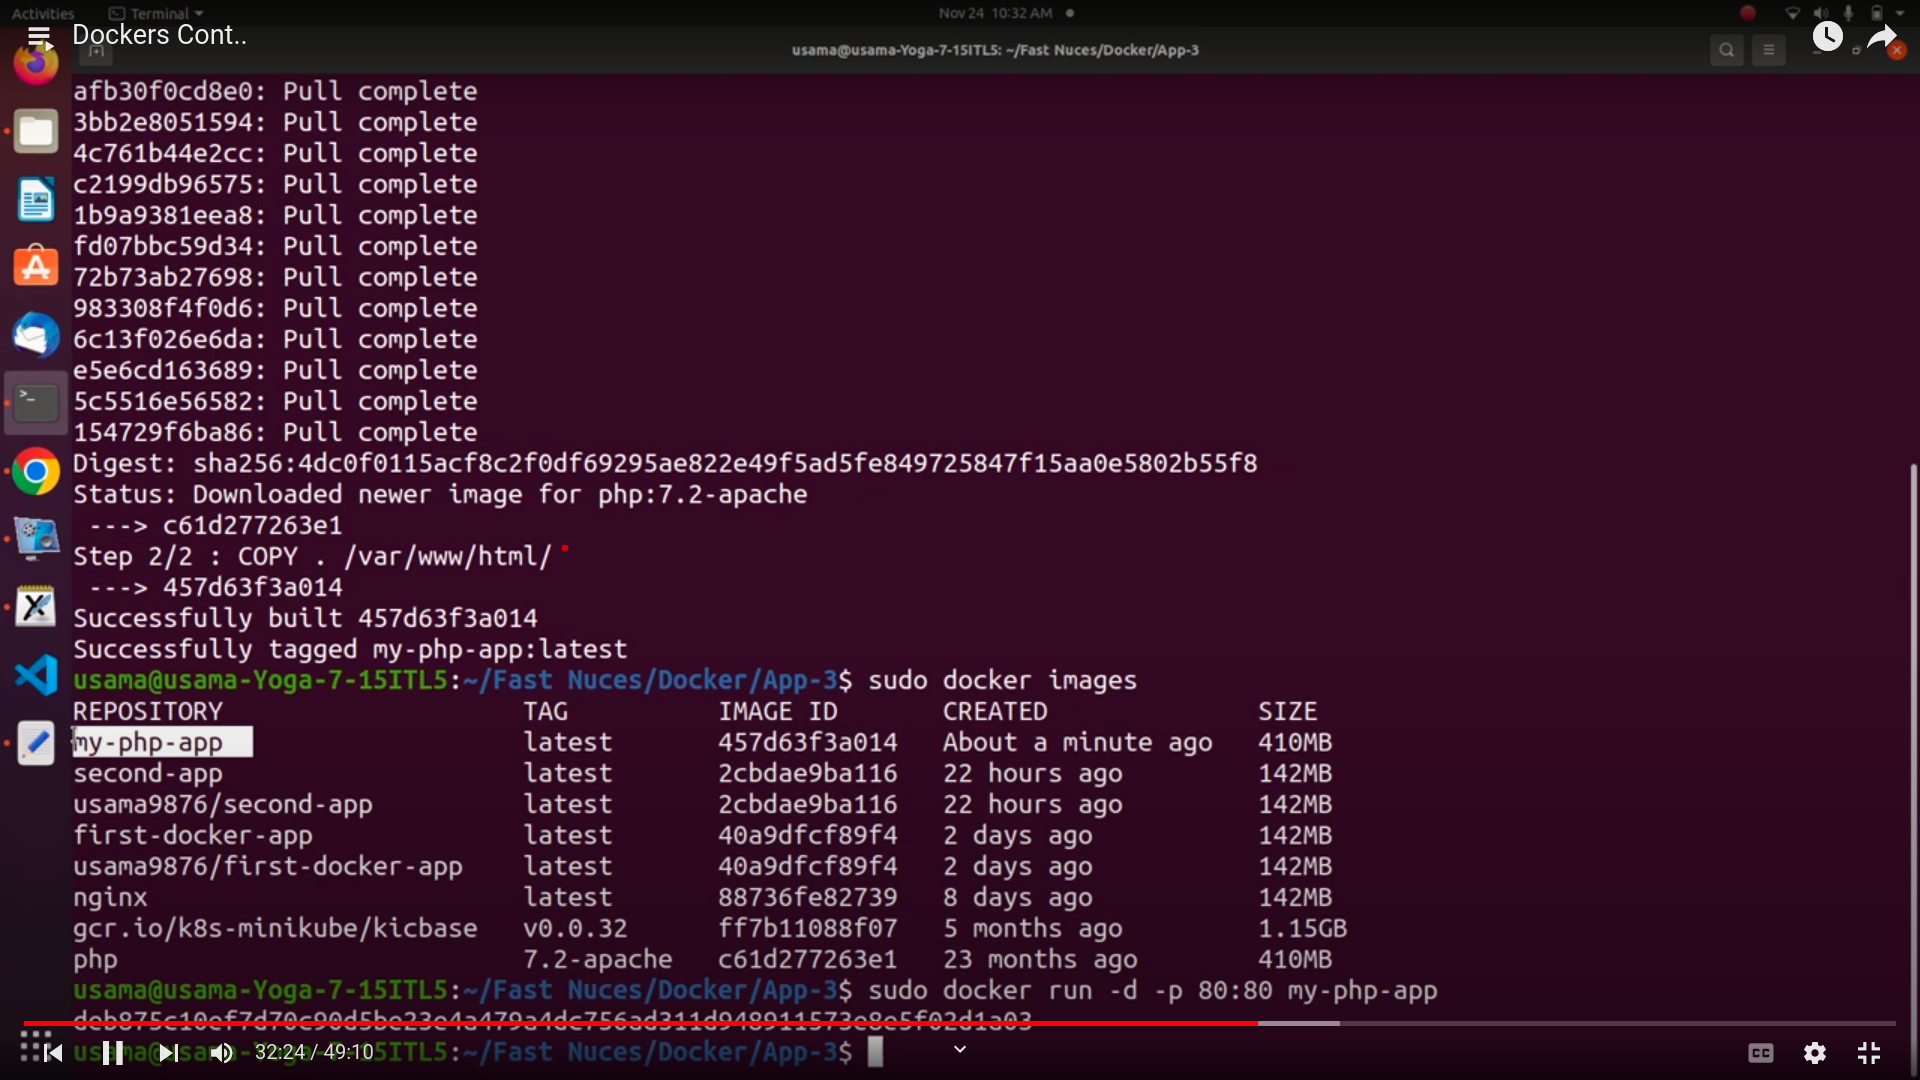 Activities Terminal Nov 24 10:32 AM
Dockers Cont..
usama@usama-Yoga-7-15ITL5: ~/Fast Nuces/Docker/App-3
afb30f0cd8e0: Pull complete
3bb2e8051594: Pull complete
4c761b44e2cc: Pull complete
c2199db96575: Pull complete
1b9a9381eea8: Pull complete
fd07bbc59d34: Pull complete
72b73ab27698: Pull complete
983308f4f0d6: Pull complete
6c13f026e6da: Pull complete
e5e6cd163689: Pull complete
5c5516e56582: Pull complete
154729f6ba86: Pull complete
Digest: sha256:4dc0f0115acf8c2f0df69295ae822e49f5ad5fe849725847f15aa0e5802b55f8
Status: Downloaded newer image for php:7.2-apache
---> c61d277263e1
Step 2/2 : COPY . /var/www/html/
---> 457d63f3a014
Successfully built 457d63f3a014
Successfully tagged my-php-app:latest
usama@usama-Yoga-7-15ITL5:~/Fast Nuces/Docker/App-3$ sudo docker images
REPOSITORY TAG IMAGE ID CREATED SIZE
my-php-app latest 457d63f3a014 About a minute ago 410MB
second-app latest 2cbdae9ba116 22 hours ago 142MB
usama9876/second-app latest 2cbdae9ba116 22 hours ago 142MB
first-docker-app latest 40a9dfcf89f4 2 days ago 142MB
usama9876/first-docker-app latest 40a9dfcf89f4 2 days ago 142MB
nginx latest 88736fe82739 8 days ago 142MB
gcr.io/k8s-minikube/kicbase v0.0.32 ff7b11088f07 5 months ago 1.15GB
php 7.2-apache c61d277263e1 23 months ago 410MB
usama@usama-Yoga-7-15ITL5:~/Fast Nuces/Docker/App-3$ sudo docker run -d -p 80:80 my-php-app
32:24 / 49:10 ITL5:~/Fast Nuces/Docker/App-3$
CC